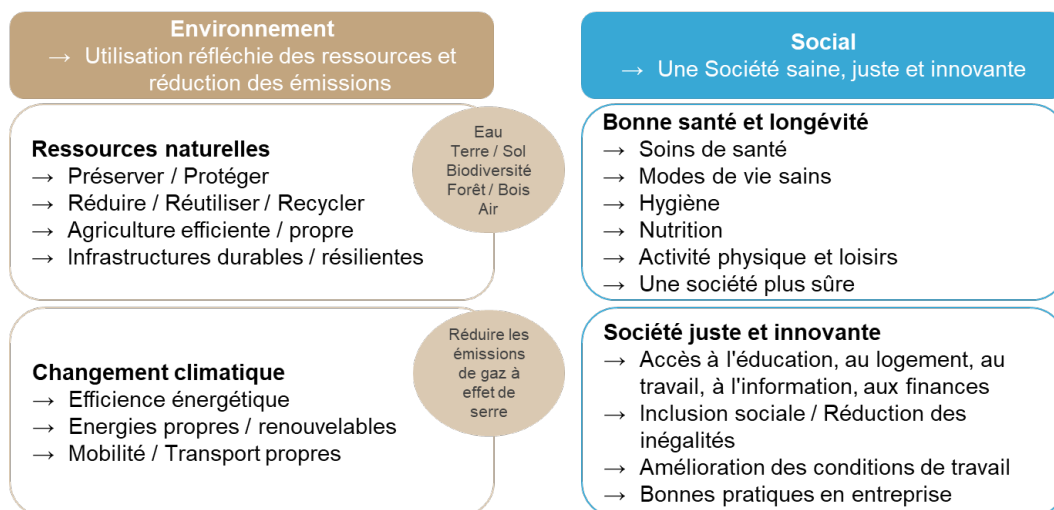 Environnement
→ Utilisation réfléchie des ressources et
réduction des émissions
Ressources naturelles
→ Préserver / Protéger
→ Réduire / Réutiliser / Recycler
→ Agriculture efficiente / propre
→ Infrastructures durables / résilientes
Eau
Terre / Sol
Biodiversité
Forêt / Bois
Air
Changement climatique
→ Efficience énergétique
→ Energies propres / renouvelables
→ Mobilité / Transport propres
Réduire les
émissions
de gaz à
effet de
serre
Social
→ Une Société saine, juste et innovante
Bonne santé et longévité
→ Soins de santé
→ Modes de vie sains
→ Hygiène
→ Nutrition
→ Activité physique et loisirs
→ Une société plus sûre
Société juste et innovante
→ Accès à l'éducation, au logement, au
travail, à l'information, aux finances
→ Inclusion sociale / Réduction des
inégalités
→ Amélioration des conditions de travail
→ Bonnes pratiques en entreprise